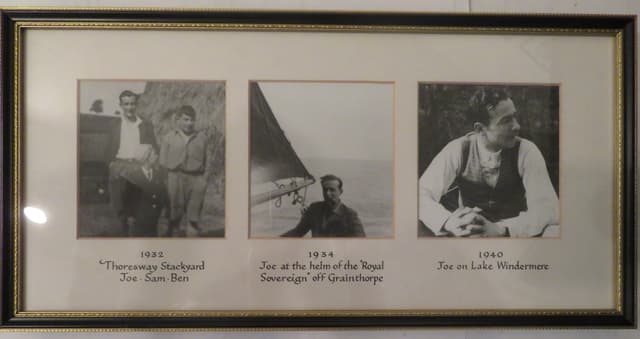 1932
Thoresway Stackyard
Joe · Sam · Ben
1934
Joe at the helm of the "Royal
Sovereign" off Grainthorpe
1940
Joe on Lake Windermere